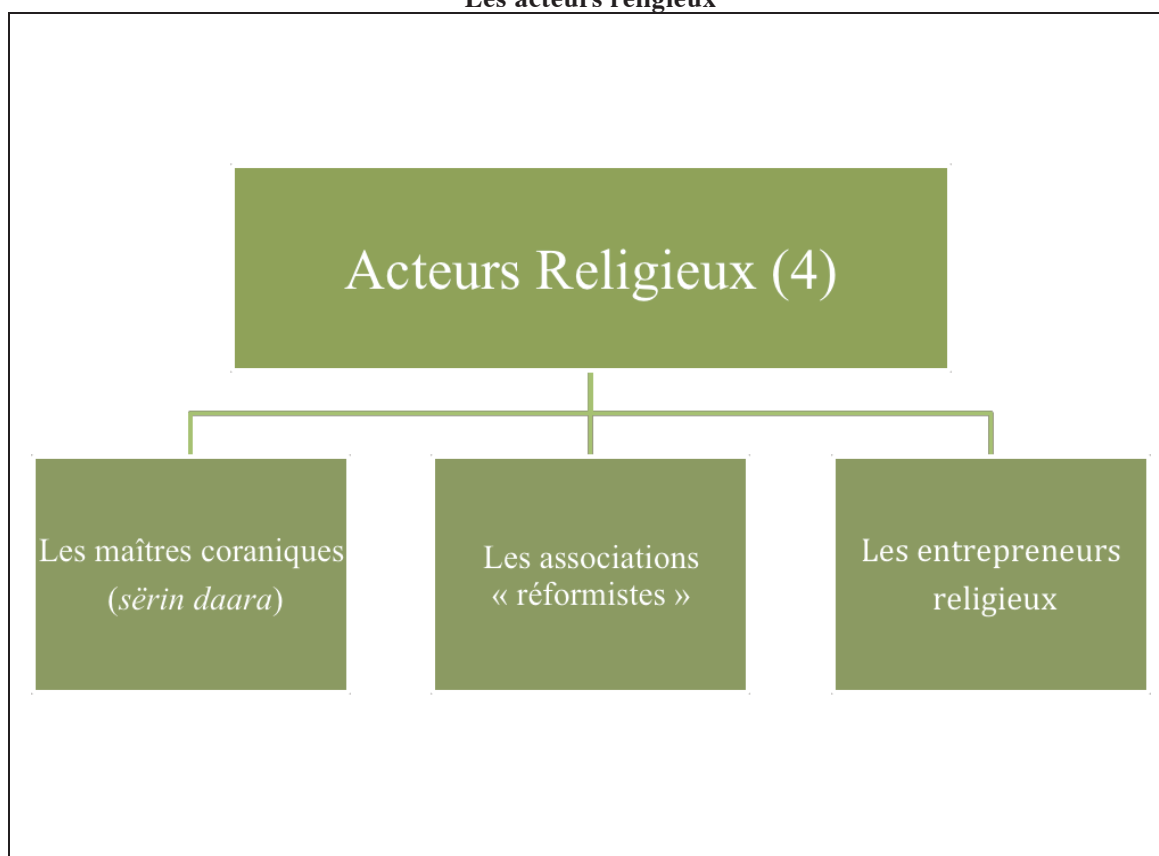 Les acteurs religieux
Acteurs Religieux (4)
Les maîtres coraniques
(sërin daara)
Les associations
« réformistes »
Les entrepreneurs
religieux